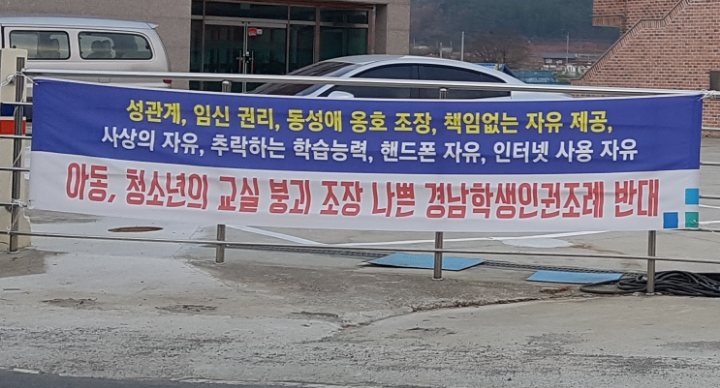 성관계, 임신 권리, 동성애 옹호 조장, 책임없는 자유 제공,
사상의 자유, 추락하는 학습능력, 핸드폰 자유, 인터넷 사용 자유
아동, 청소년의 교실 붕괴 조장 나쁜 경남학생인권조례 반대